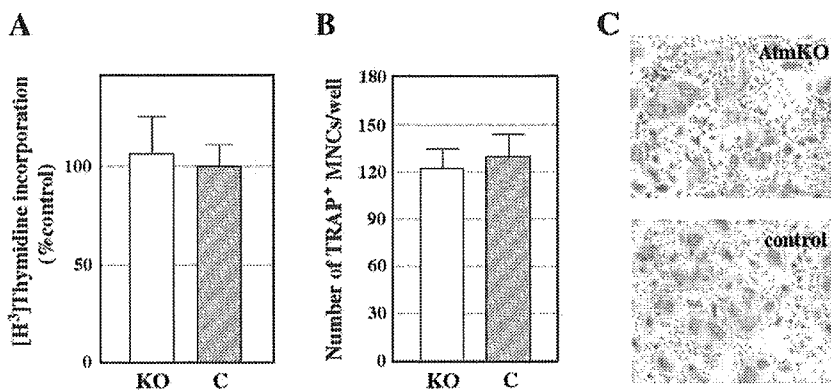 A
[H³]Thymidine incorporation
(%control)
100
50
0
KO C
B
Number of TRAP⁺ MNCs/well
180
150
120
90
60
30
0
KO C
C
AtmKO
control